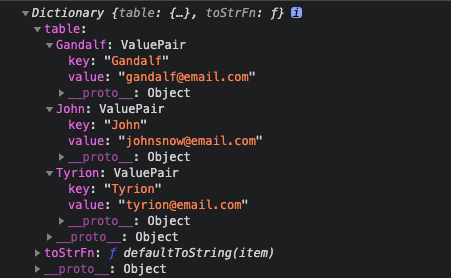 ▼Dictionary {table: {…}, toStrFn: ƒ} i
▼table:
▼Gandalf: ValuePair
key: "Gandalf"
value: "gandalf@email.com"
▶__proto__: Object
▼John: ValuePair
key: "John"
value: "johnsnow@email.com"
▶__proto__: Object
▼Tyrion: ValuePair
key: "Tyrion"
value: "tyrion@email.com"
▶__proto__: Object
▶__proto__: Object
▶toStrFn: ƒ defaultToString(item)
▶__proto__: Object